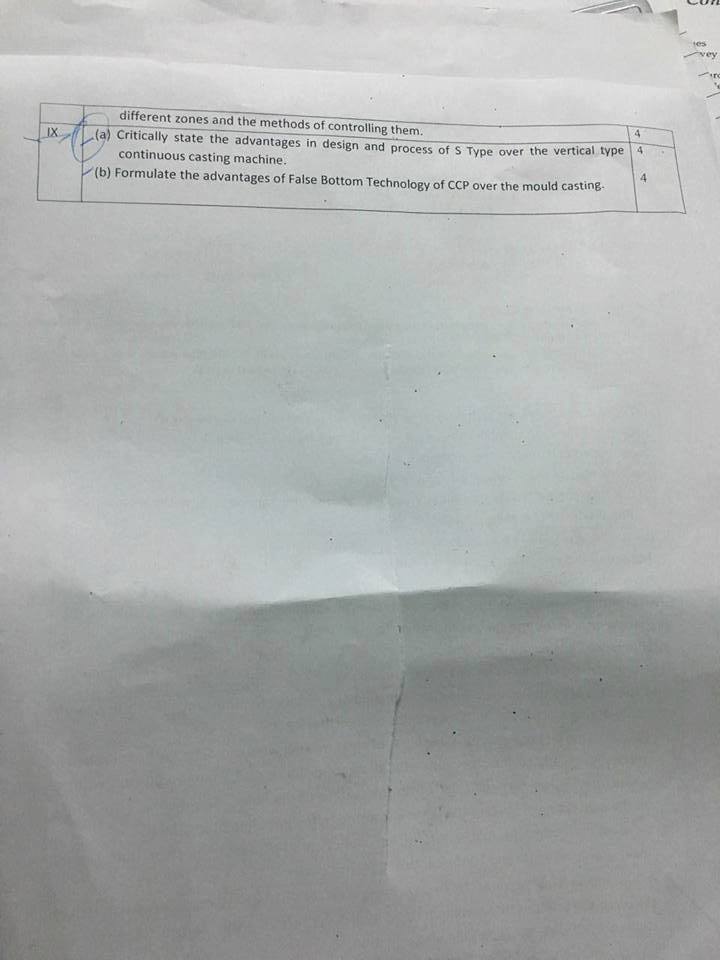 different zones and the methods of controlling them. 4
IX (a) Critically state the advantages in design and process of S Type over the vertical type 4
continuous casting machine.
(b) Formulate the advantages of False Bottom Technology of CCP over the mould casting. 4